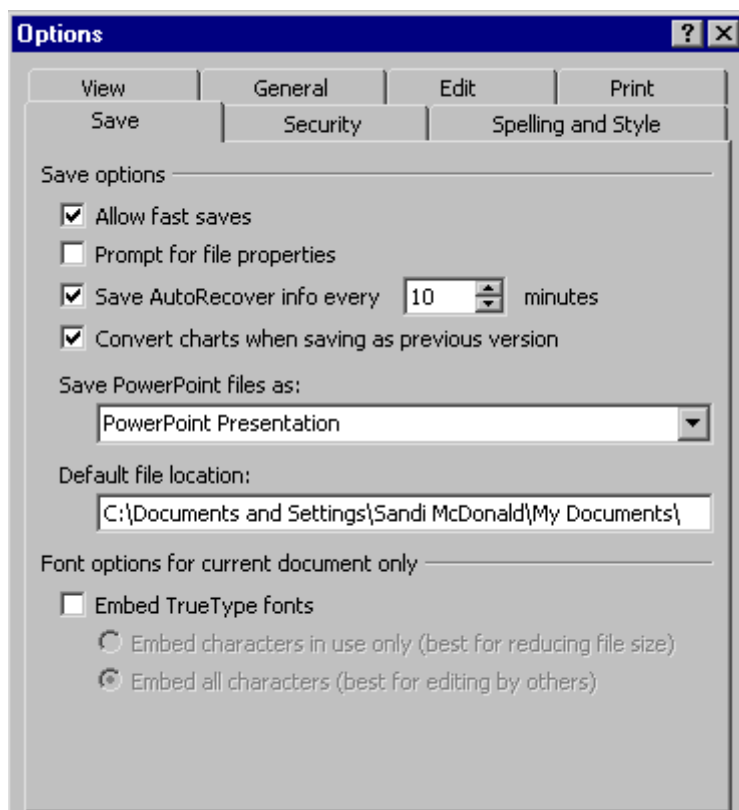 Options
View General Edit Print
Save Security Spelling and Style
Save options
Allow fast saves
Prompt for file properties
Save AutoRecover info every 10 minutes
Convert charts when saving as previous version
Save PowerPoint files as:
PowerPoint Presentation
Default file location:
C:\Documents and Settings\Sandi McDonald\My Documents\
Font options for current document only
Embed TrueType fonts
Embed characters in use only (best for reducing file size)
Embed all characters (best for editing by others)